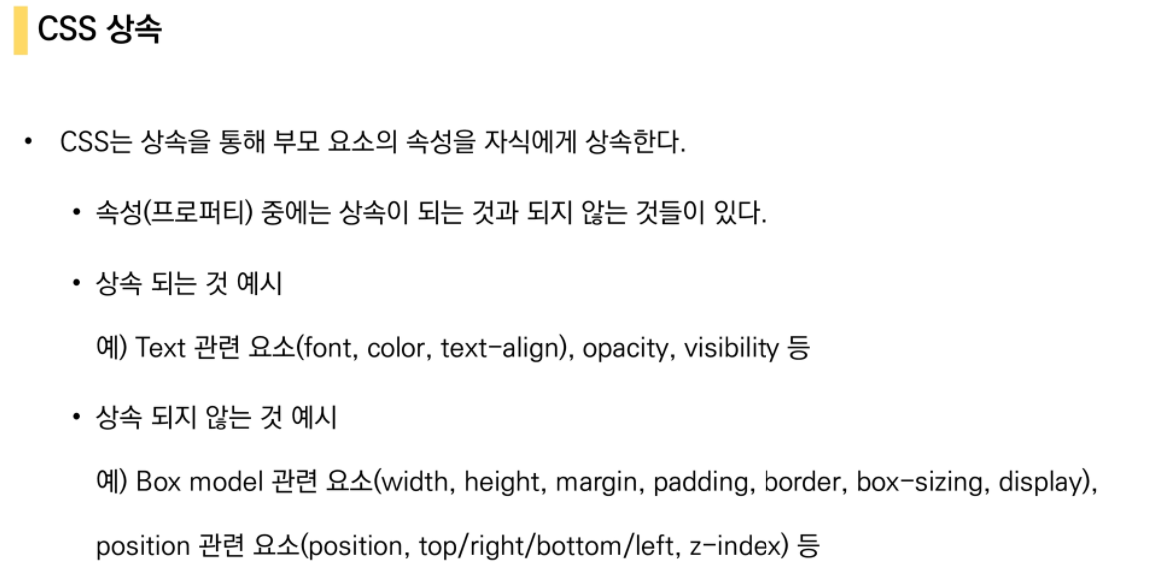 CSS 상속
• CSS는 상속을 통해 부모 요소의 속성을 자식에게 상속한다.
• 속성(프로퍼티) 중에는 상속이 되는 것과 되지 않는 것들이 있다.
• 상속 되는 것 예시
예) Text 관련 요소(font, color, text-align), opacity, visibility 등
• 상속 되지 않는 것 예시
예) Box model 관련 요소(width, height, margin, padding, border, box-sizing, display),
position 관련 요소(position, top/right/bottom/left, z-index) 등